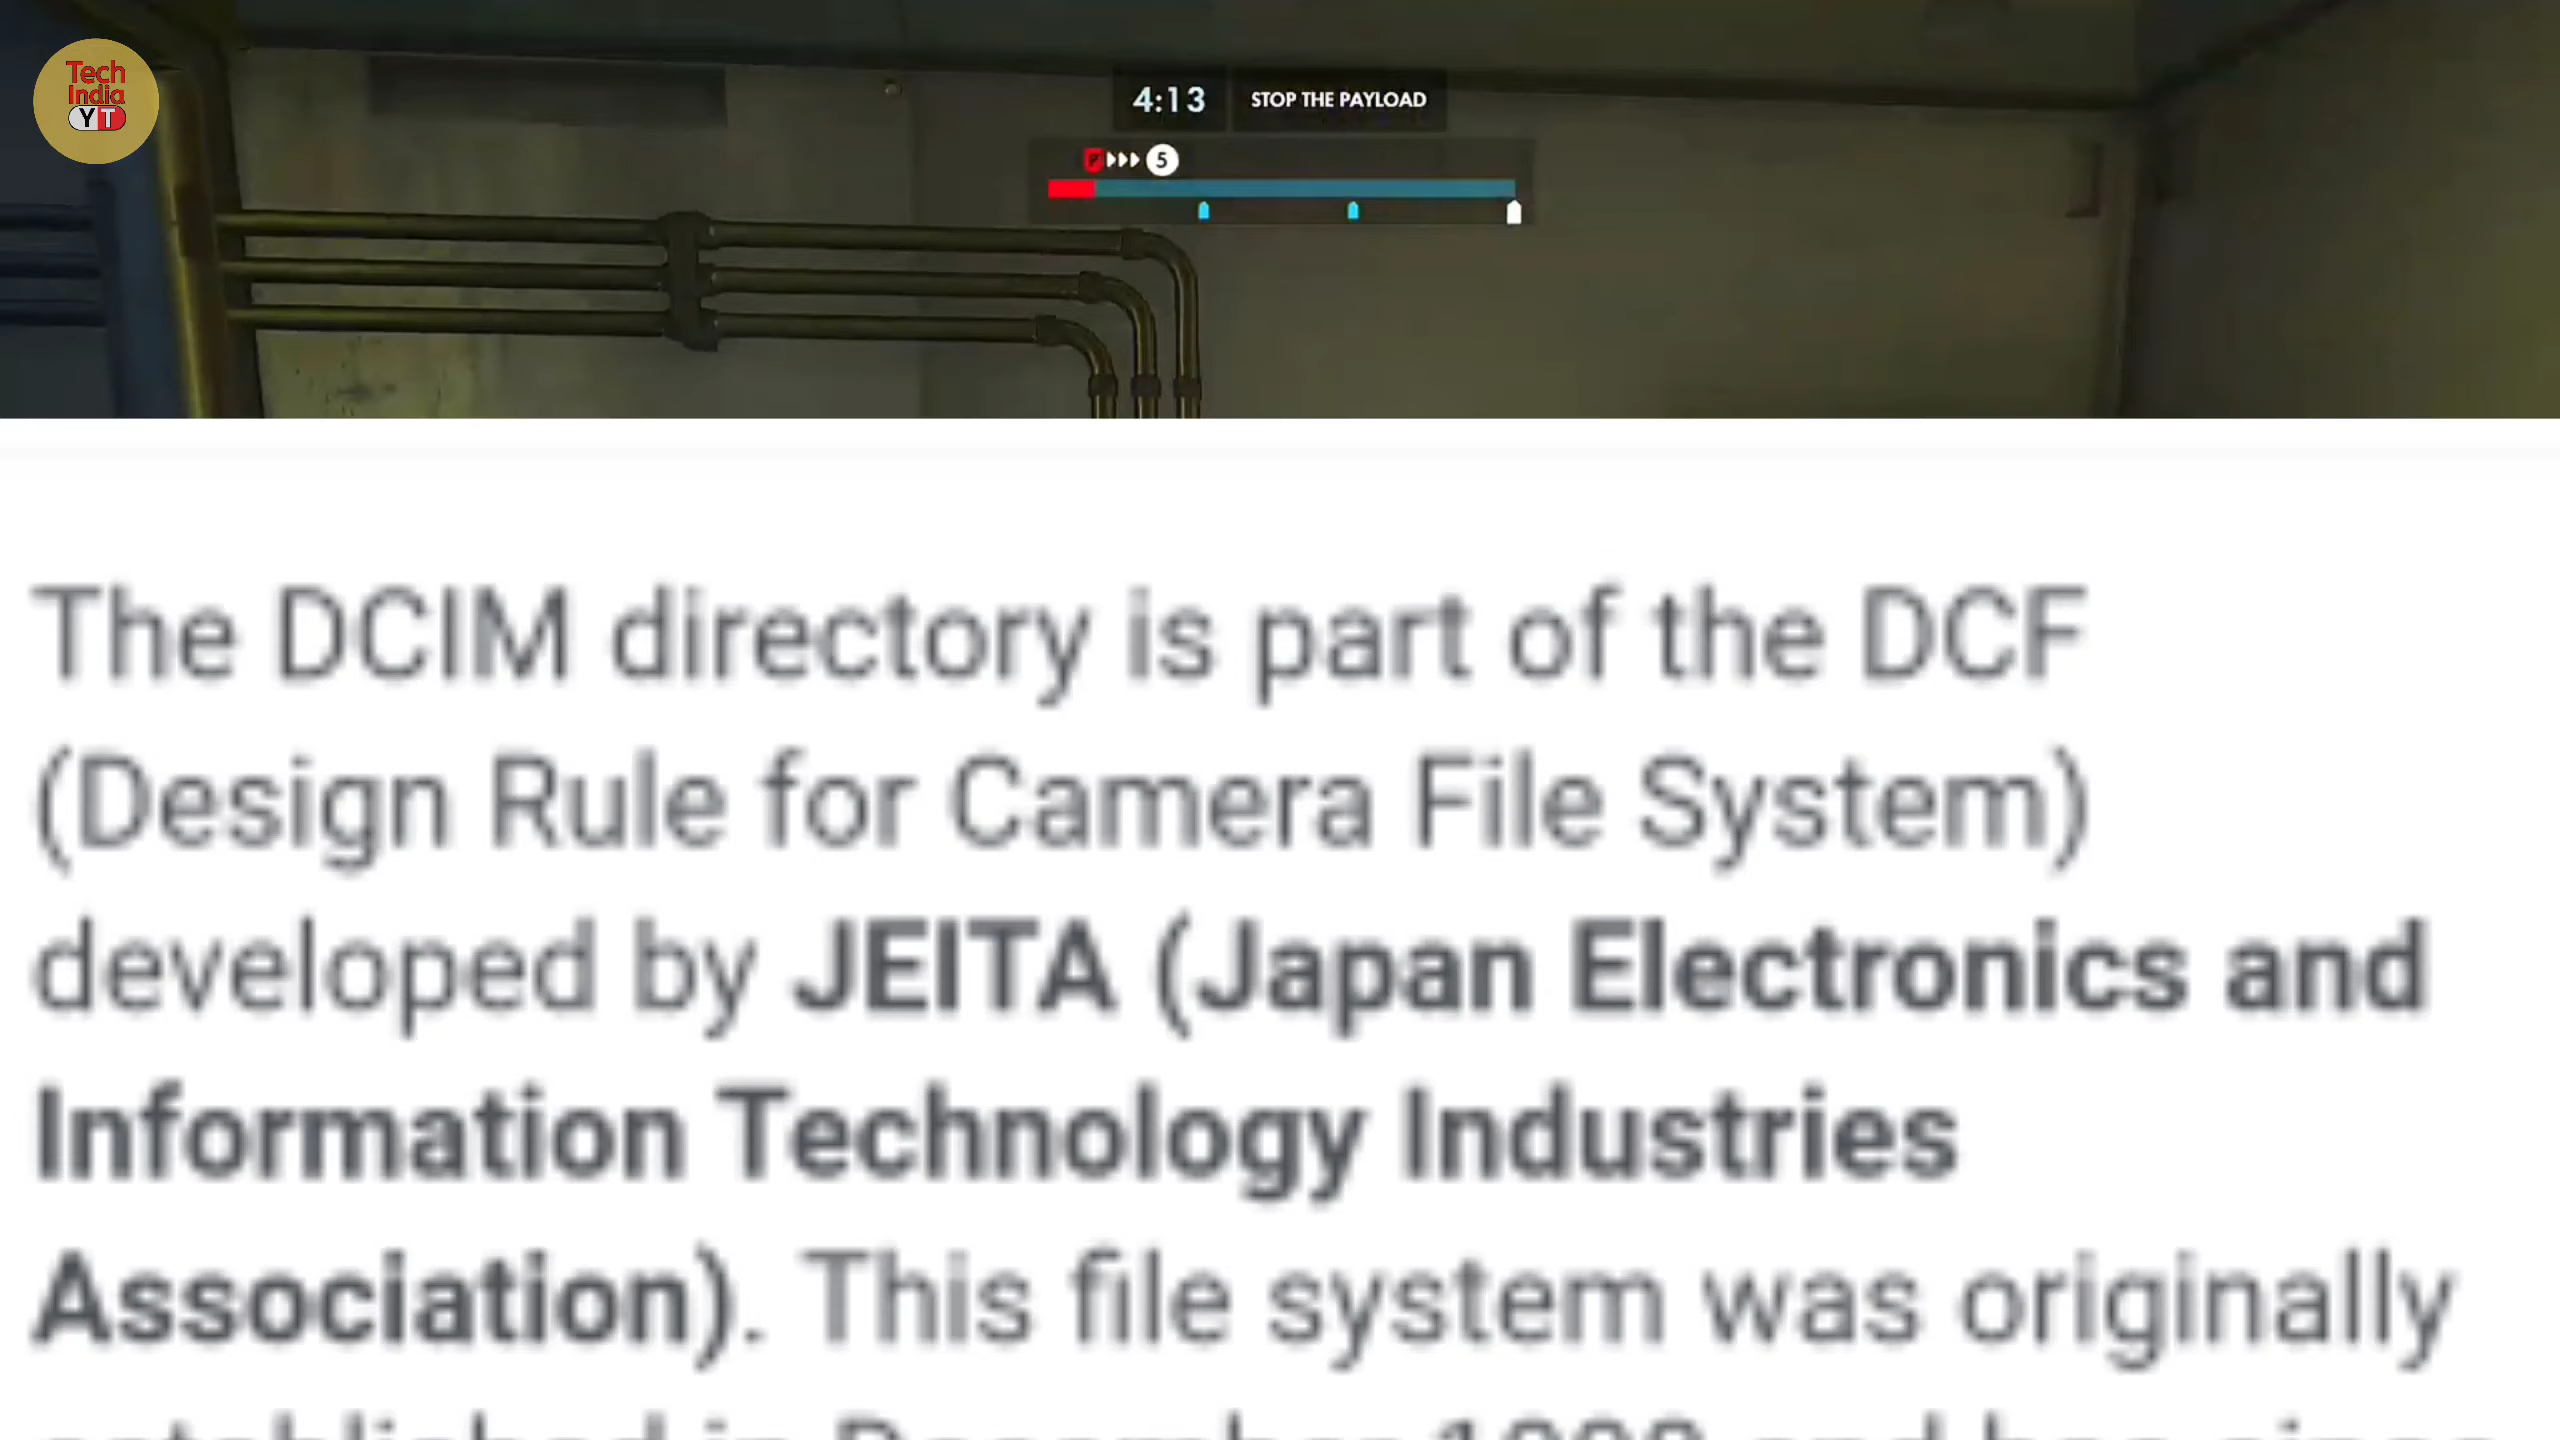 Tech
India
YT
4:13 STOP THE PAYLOAD
5
The DCIM directory is part of the DCF
(Design Rule for Camera File System)
developed by JEITA (Japan Electronics and
Information Technology Industries
Association). This file system was originally